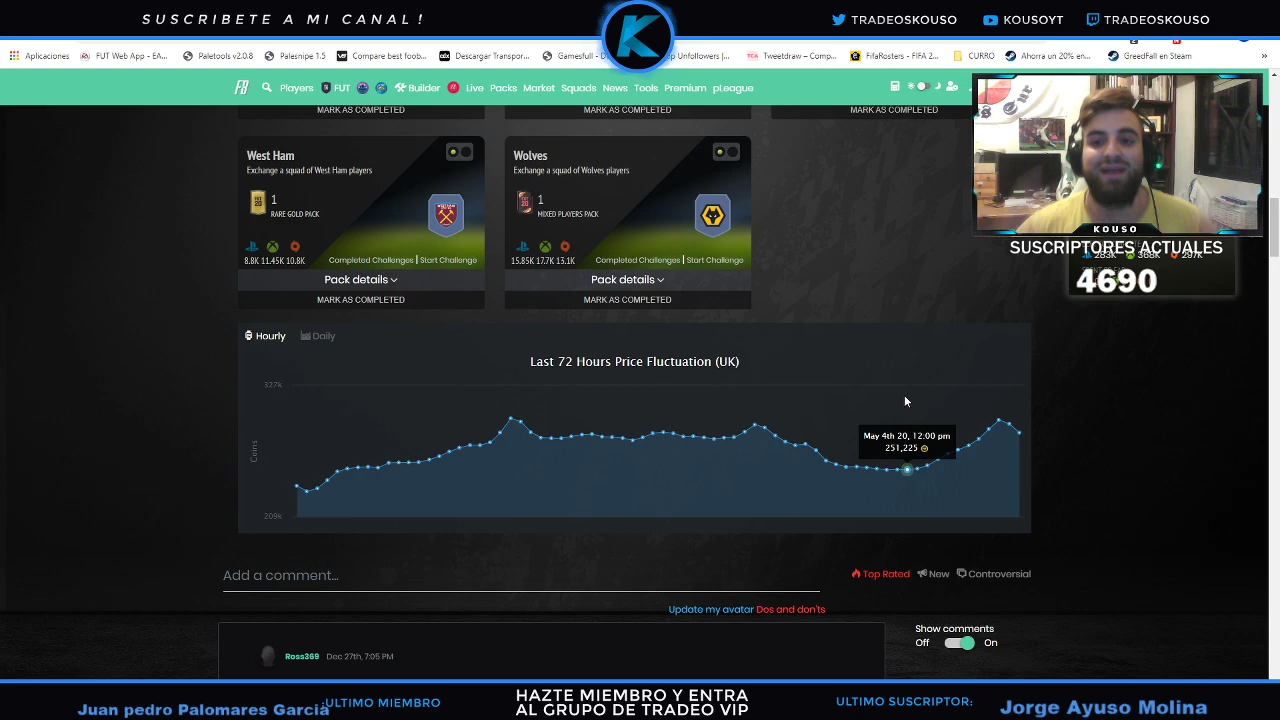 SUSCRIBETE A MI CANAL !
TRADEOSKOUSO KOUSOYT TRADEOSKOUSO
Aplicaciones FUT Web App - EA... Paletools v2.0.8 Palesnipe 1.5 Compare best foob... Descargar Transpor... Gamesfull - D Unfollowers |... Tweetdraw – Comp... FifaRosters - FIFA 2... CURRO Ahorra un 20% en... GreedFall en Steam »
Players FUT Builder Live Packs Market Squads News Tools Premium pLeague
MARK AS COMPLETED MARK AS COMPLETED MARK AS COMPLETED
West Ham
Exchange a squad of West Ham players
1
RARE GOLD PACK
8.8K 11.45K 10.8K
Completed Challenges | Start Challenge
Pack details
MARK AS COMPLETED
Wolves
Exchange a squad of Wolves players
1
MIXED PLAYERS PACK
15.85K 17.7K 13.1K
Completed Challenges | Start Challenge
Pack details
MARK AS COMPLETED
KOUSO
SUSCRIPTORES ACTUALES
283K 368K 297K
4690
Hourly Daily
Last 72 Hours Price Fluctuation (UK)
327k
Coins
209k
May 4th 20, 12:00 pm
251,225
Add a comment...
Top Rated New Controversial
Update my avatar Dos and don'ts
Show comments
Off On
Ross369 Dec 27th, 7:05 PM
Juan pedro Palomares Garcia
ULTIMO MIEMBRO
HAZTE MIEMBRO Y ENTRA
AL GRUPO DE TRADEO VIP
ULTIMO SUSCRIPTOR:
Jorge Ayuso Molina